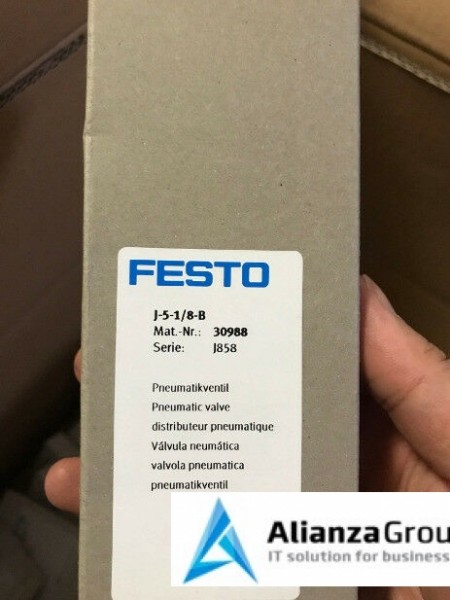 FESTO
J-5-1/8-B
Mat.-Nr.: 30988
Serie: J858
Pneumatikventil
Pneumatic valve
distributeur pneumatique
Válvula neumática
valvola pneumatica
pneumatikventil
AlianzaGrou
IT solution for business